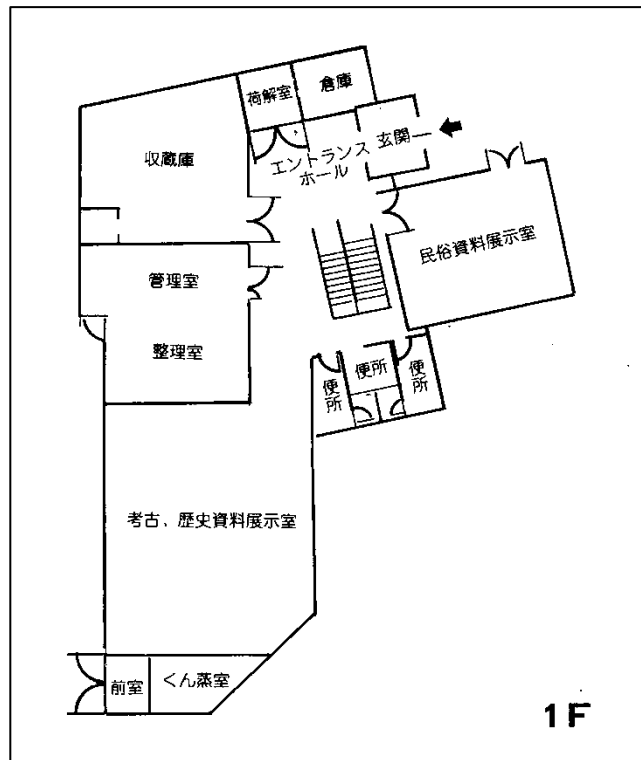 荷解室
倉庫
エントランス
ホール
玄関
収蔵庫
民俗資料展示室
管理室
整理室
便所
便所
便所
考古、歴史資料展示室
前室
くん蒸室
1F